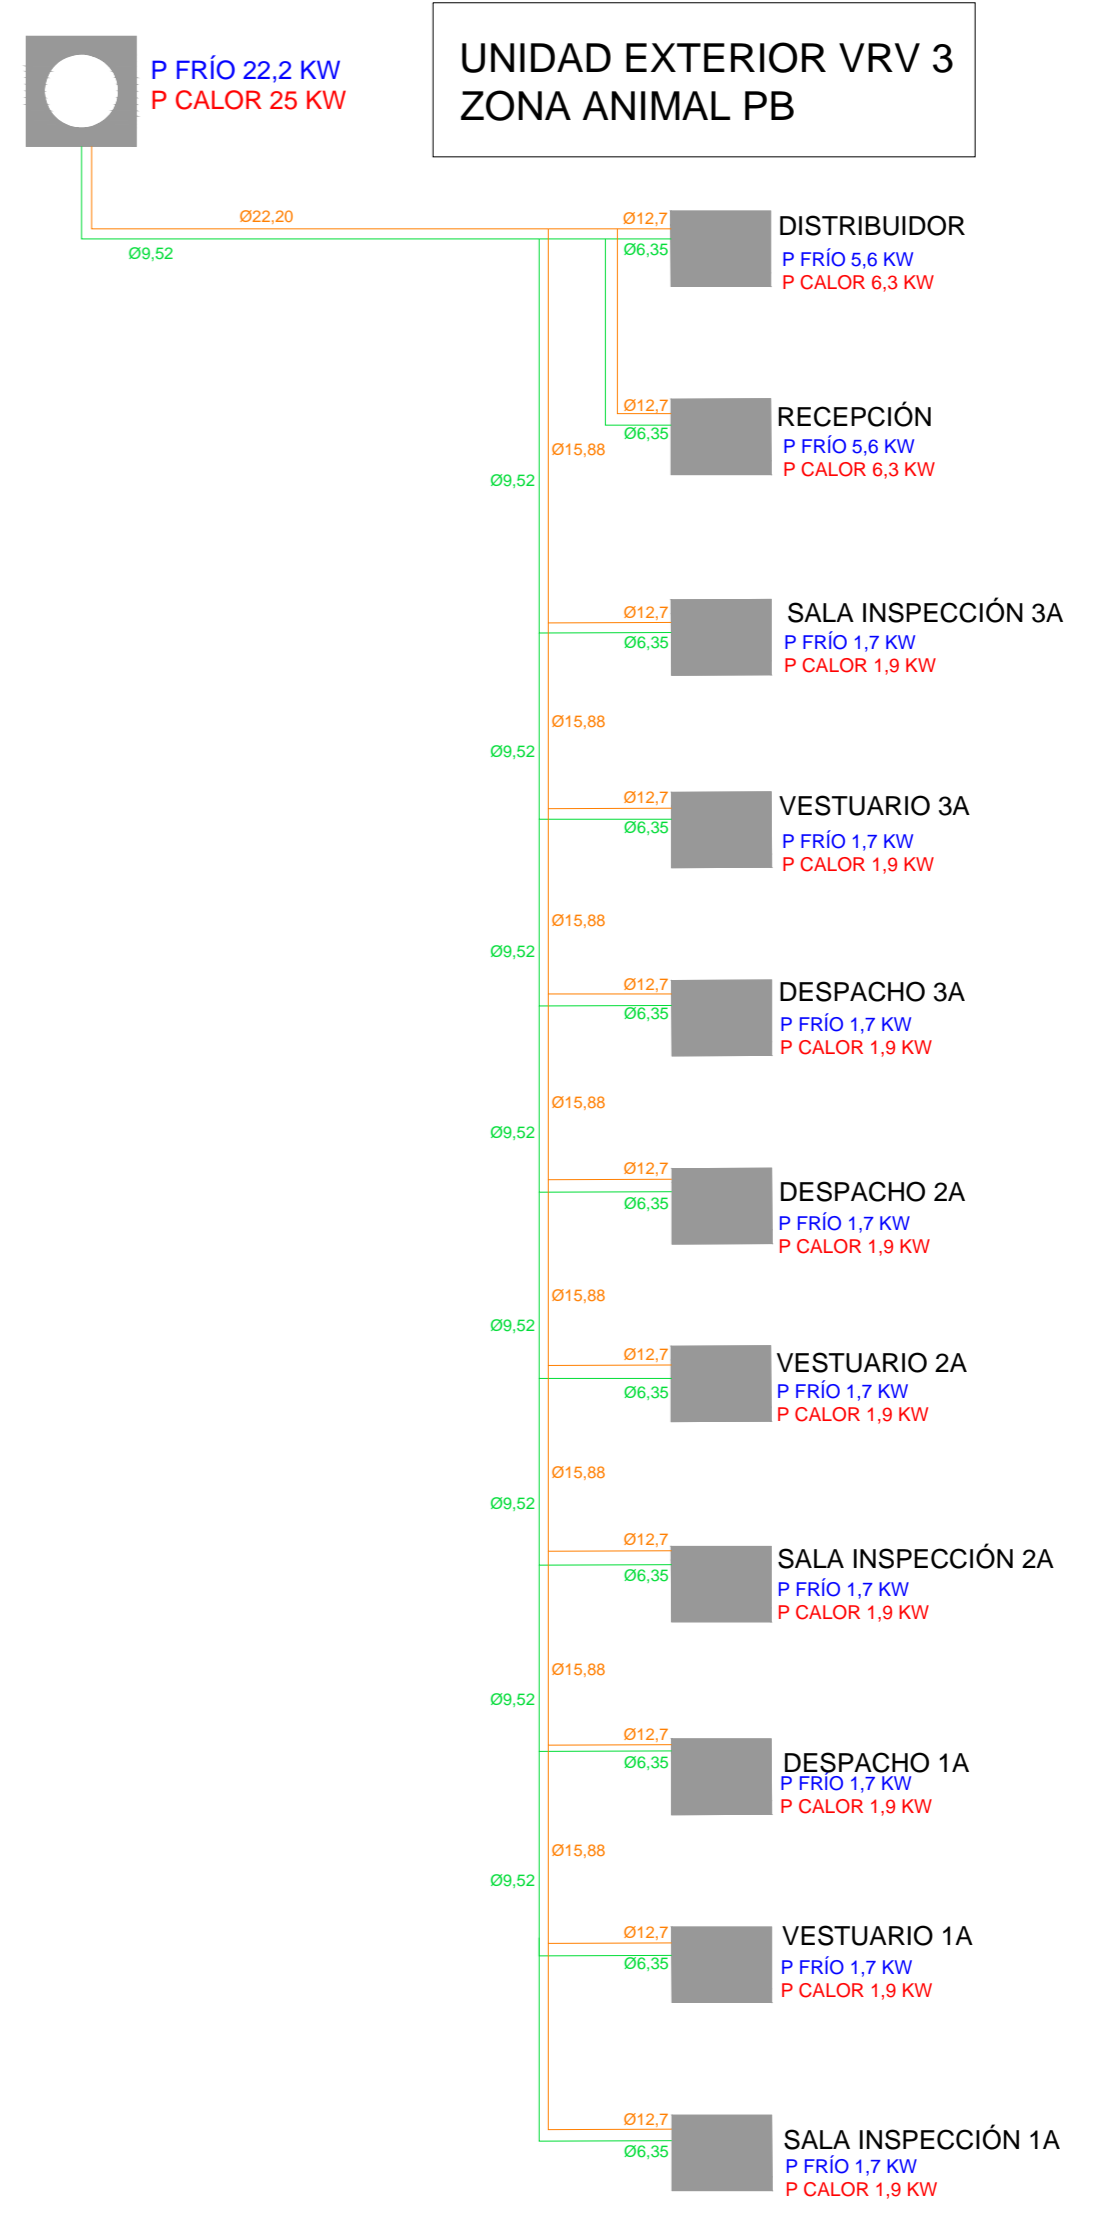 UNIDAD EXTERIOR VRV 3
ZONA ANIMAL PB
P FRÍO 22,2 KW
P CALOR 25 KW
Ø22,20
Ø9,52
Ø12,7
Ø6,35
DISTRIBUIDOR
P FRÍO 5,6 KW
P CALOR 6,3 KW
Ø12,7
Ø6,35
RECEPCIÓN
P FRÍO 5,6 KW
P CALOR 6,3 KW
Ø15,88
Ø9,52
Ø12,7
Ø6,35
SALA INSPECCIÓN 3A
P FRÍO 1,7 KW
P CALOR 1,9 KW
Ø15,88
Ø9,52
Ø12,7
Ø6,35
VESTUARIO 3A
P FRÍO 1,7 KW
P CALOR 1,9 KW
Ø15,88
Ø9,52
Ø12,7
Ø6,35
DESPACHO 3A
P FRÍO 1,7 KW
P CALOR 1,9 KW
Ø15,88
Ø9,52
Ø12,7
Ø6,35
DESPACHO 2A
P FRÍO 1,7 KW
P CALOR 1,9 KW
Ø15,88
Ø9,52
Ø12,7
Ø6,35
VESTUARIO 2A
P FRÍO 1,7 KW
P CALOR 1,9 KW
Ø15,88
Ø9,52
Ø12,7
Ø6,35
SALA INSPECCIÓN 2A
P FRÍO 1,7 KW
P CALOR 1,9 KW
Ø15,88
Ø9,52
Ø12,7
Ø6,35
DESPACHO 1A
P FRÍO 1,7 KW
P CALOR 1,9 KW
Ø15,88
Ø9,52
Ø12,7
Ø6,35
VESTUARIO 1A
P FRÍO 1,7 KW
P CALOR 1,9 KW
Ø12,7
Ø6,35
SALA INSPECCIÓN 1A
P FRÍO 1,7 KW
P CALOR 1,9 KW